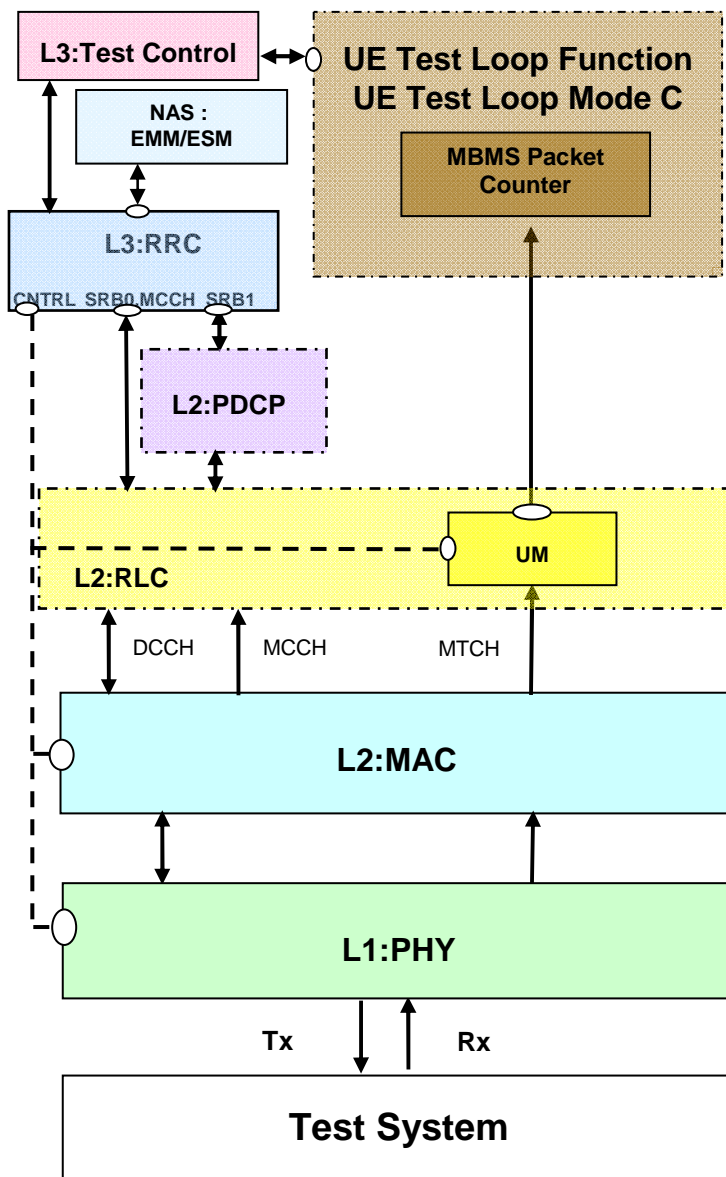 L3:Test Control
UE Test Loop Function
UE Test Loop Mode C
NAS :
EMM/ESM
MBMS Packet
Counter
L3:RRC
CNTRL SRB0,MCCH SRB1
L2:PDCP
UM
L2:RLC
DCCH MCCH MTCH
L2:MAC
L1:PHY
Tx Rx
Test System